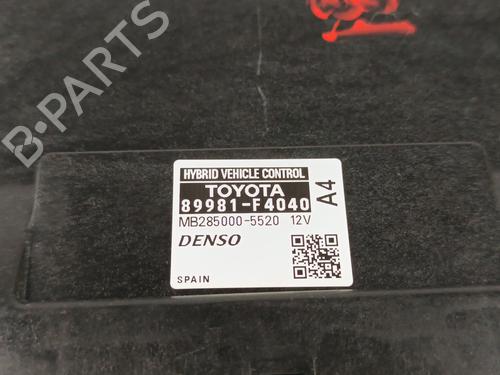 B-PARTS
HYBRID VEHICLE CONTROL
TOYOTA
89981-F4040
A4
MB285000-5520 12V
DENSO
SPAIN